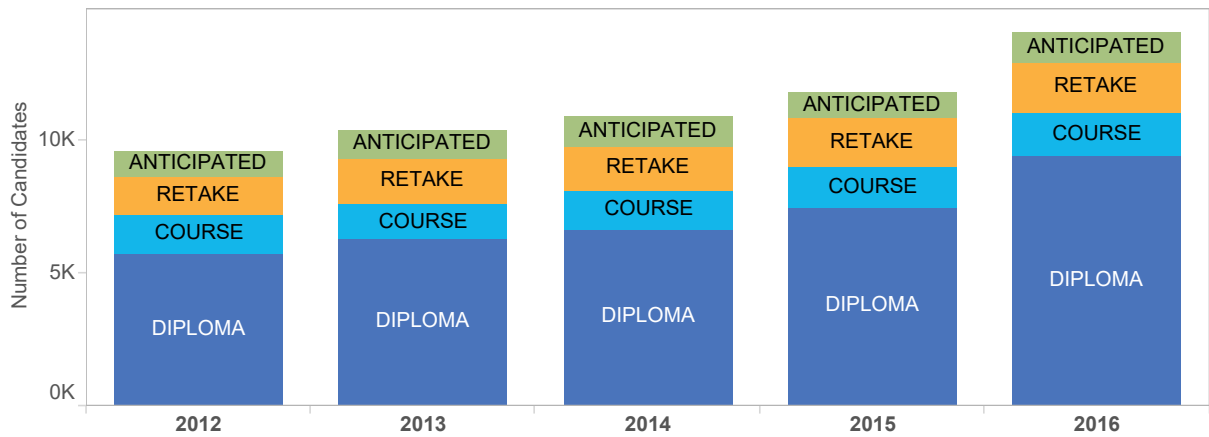 Number of Candidates
10K
5K
0K
ANTICIPATED
RETAKE
COURSE
DIPLOMA
ANTICIPATED
RETAKE
COURSE
DIPLOMA
ANTICIPATED
RETAKE
COURSE
DIPLOMA
ANTICIPATED
RETAKE
COURSE
DIPLOMA
ANTICIPATED
RETAKE
COURSE
DIPLOMA
2012
2013
2014
2015
2016